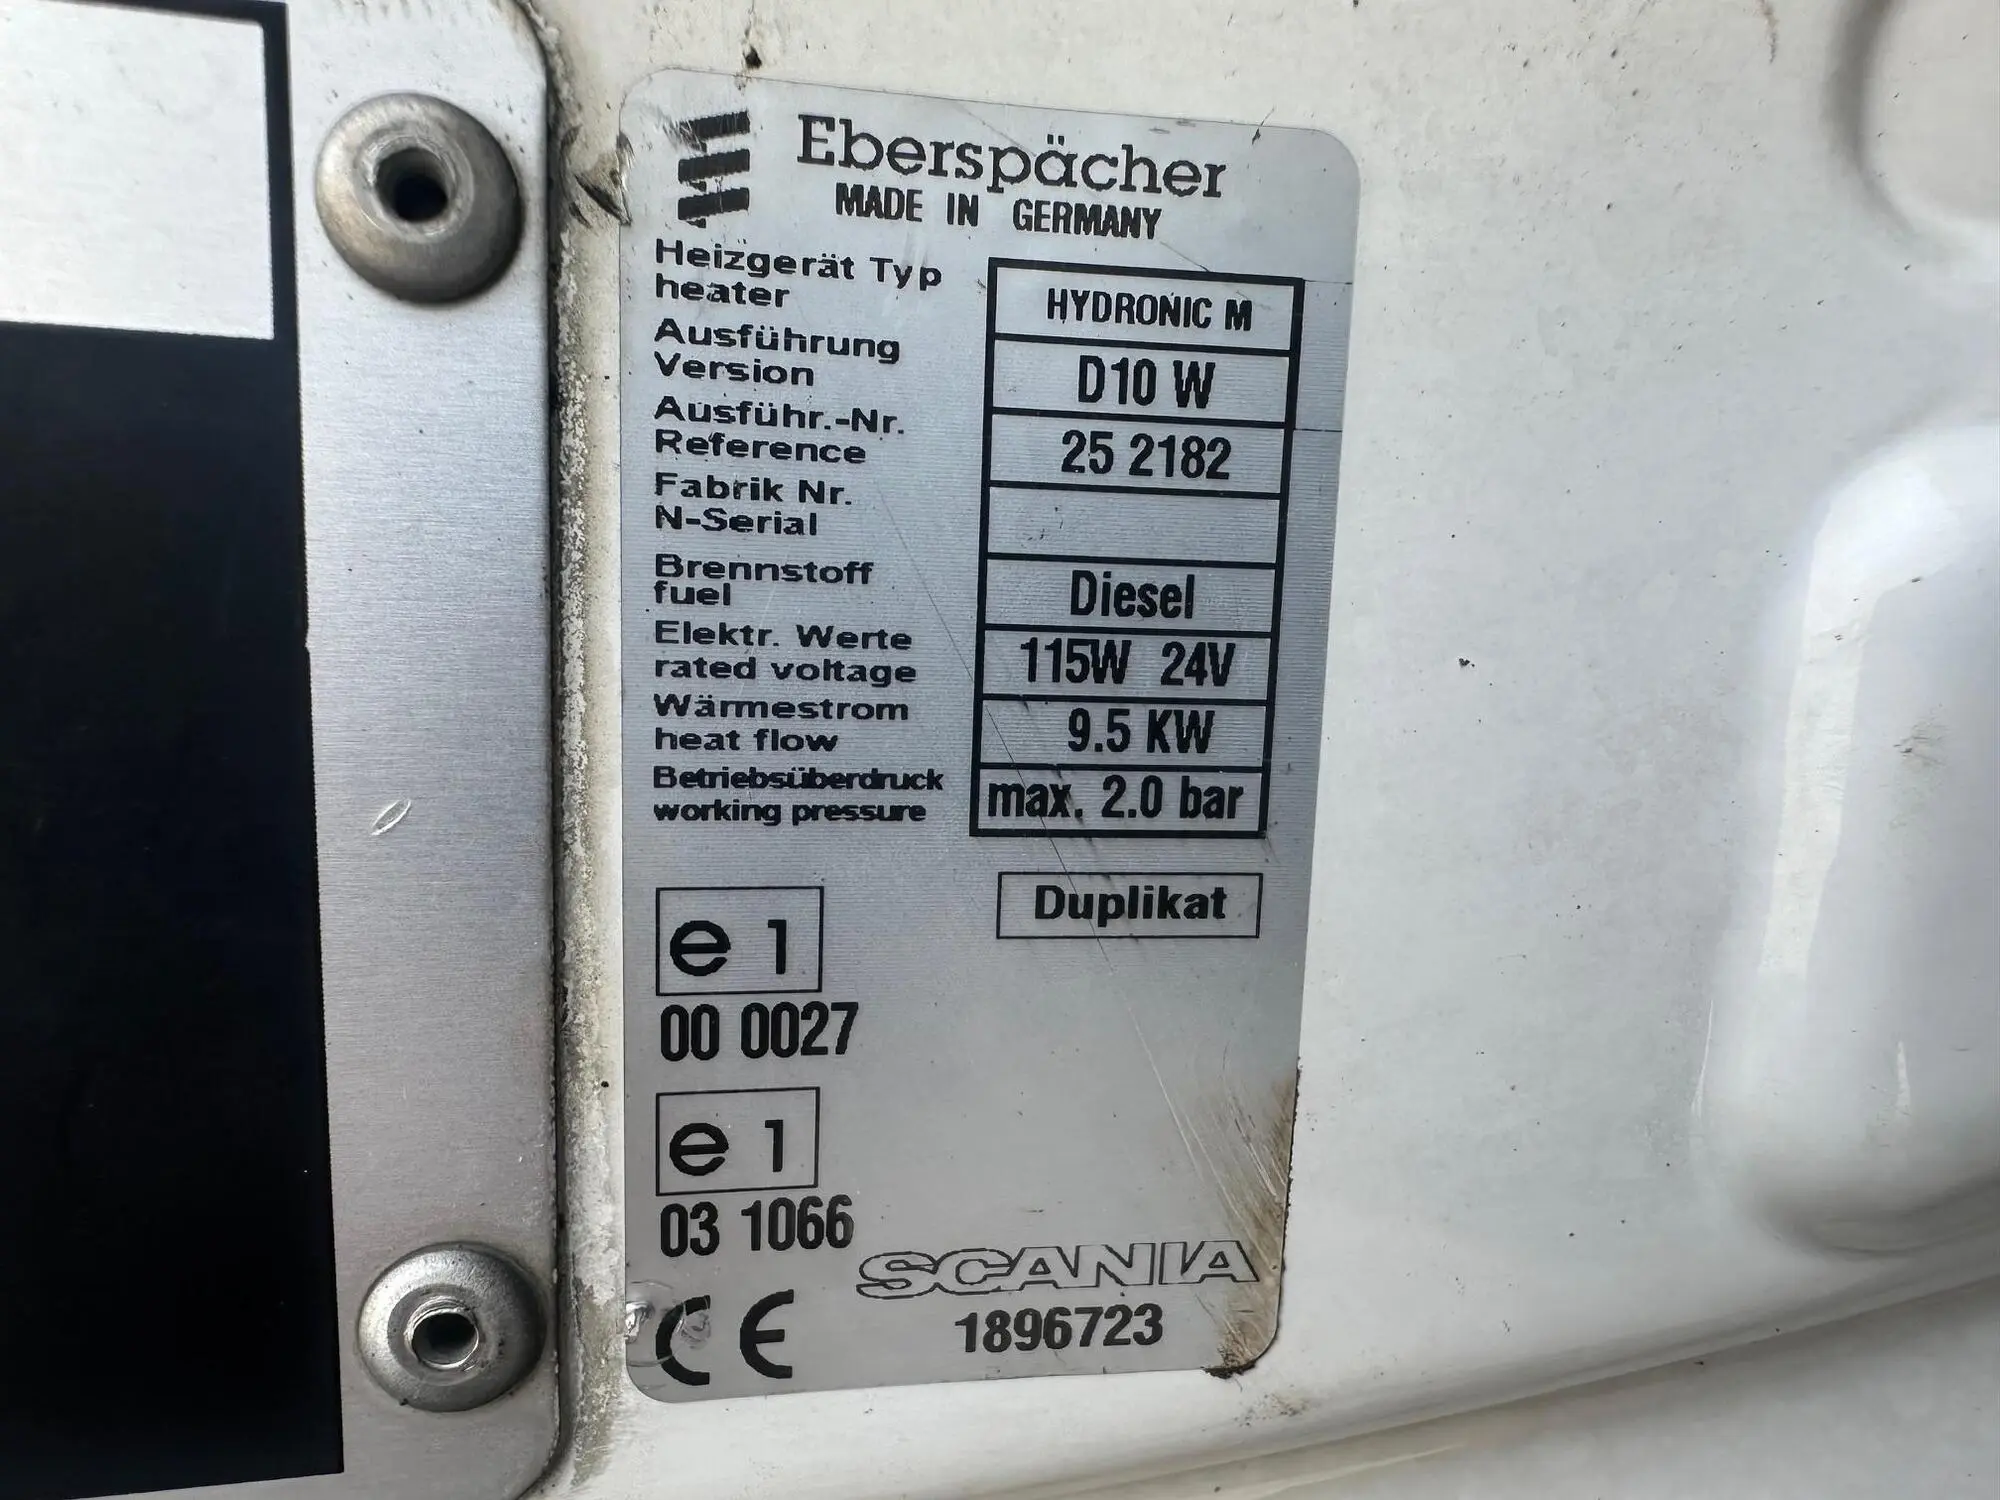 Eberspächer
MADE IN GERMANY
Heizgerät Typ
heater
HYDRONIC M
Ausführung
Version
D10 W
Ausführ.-Nr.
Reference
25 2182
Fabrik Nr.
N-Serial
Brennstoff
fuel
Diesel
Elektr. Werte
rated voltage
115W 24V
Wärmestrom
heat flow
9.5 KW
Betriebsüberdruck
working pressure
max. 2.0 bar
Duplikat
e 1
00 0027
e 1
03 1066
SCANIA
CE
1896723